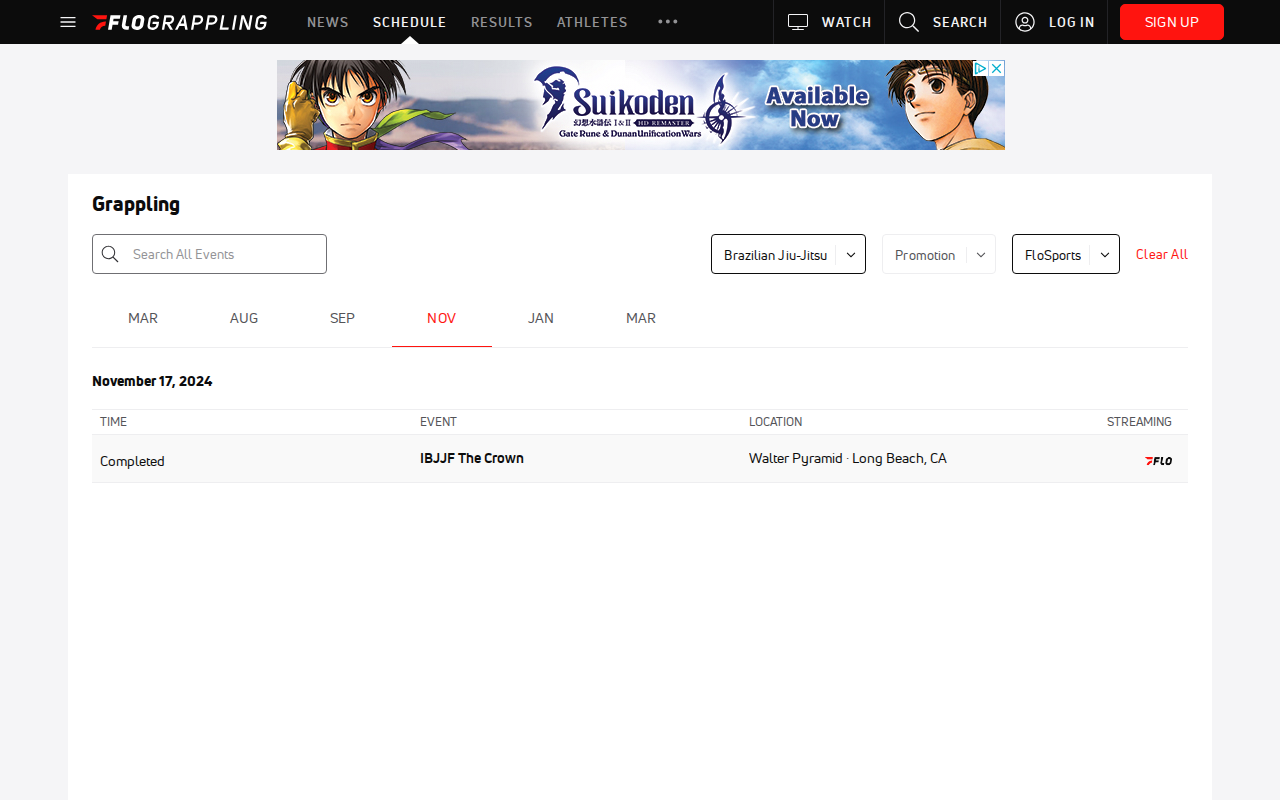 FLOGRAPPLING NEWS SCHEDULE RESULTS ATHLETES WATCH SEARCH LOG IN SIGN UP
Suikoden
幻想水滸伝 I&II HD REMASTER
Gate Rune & Dunan Unification Wars
Available
Now
Grappling
Search All Events Brazilian Jiu-Jitsu Promotion FloSports Clear All
MAR AUG SEP NOV JAN MAR
November 17, 2024
TIME EVENT LOCATION STREAMING
Completed IBJJF The Crown Walter Pyramid · Long Beach, CA FLO